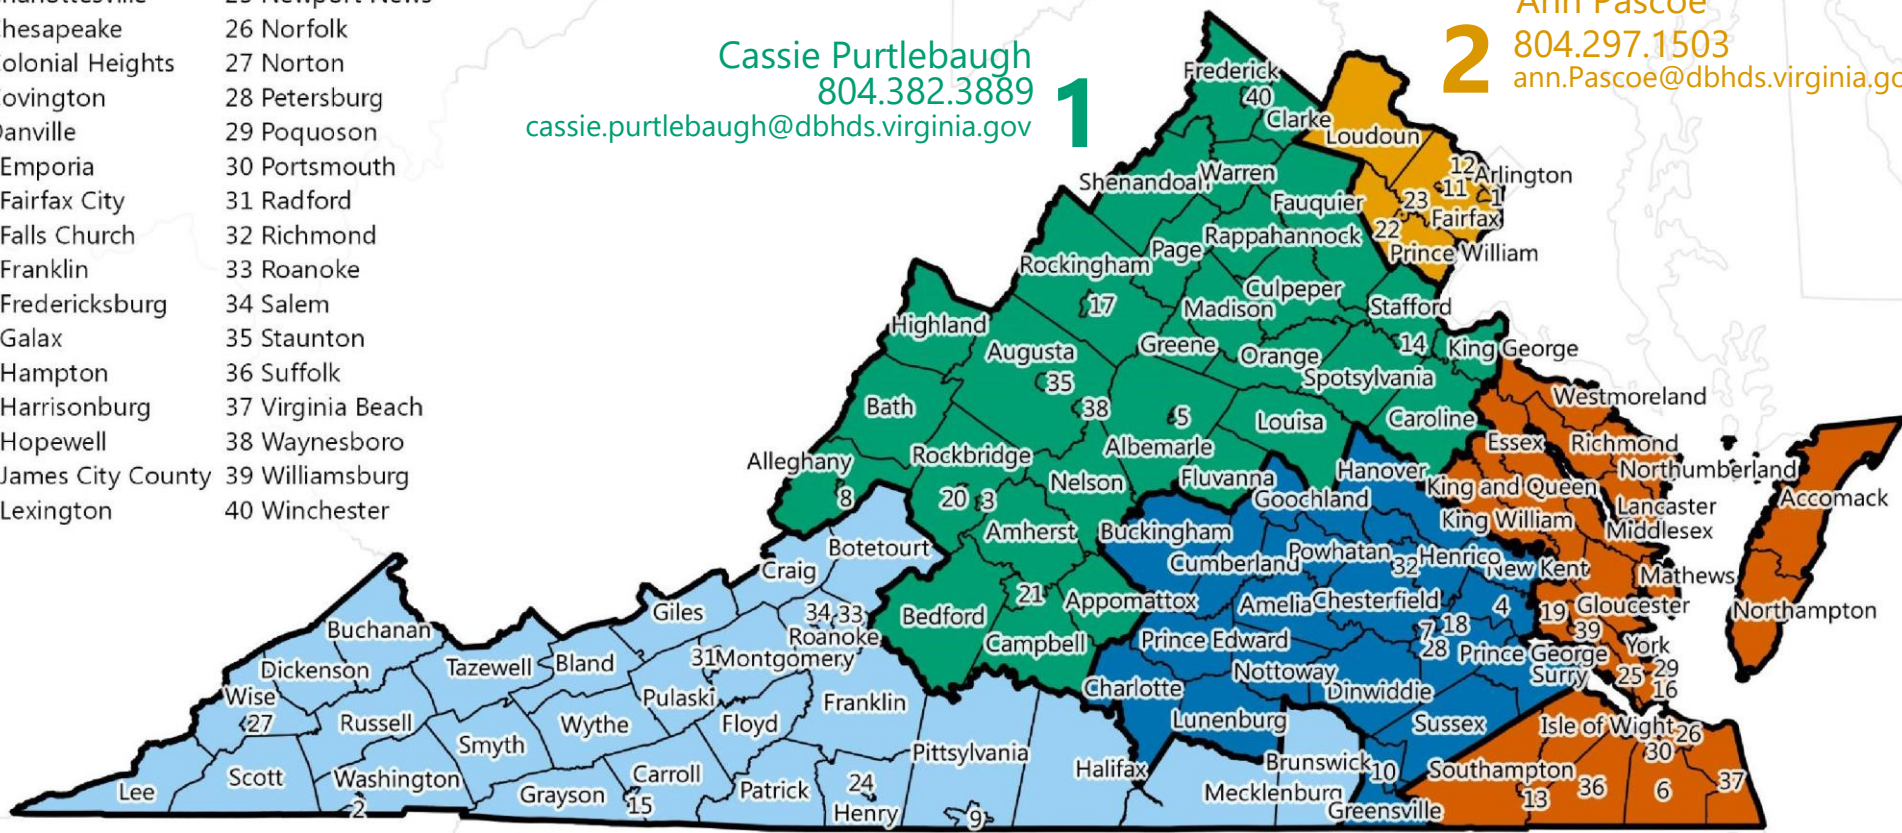 25 Newport News
hesapeake 26 Norfolk
olonial Heights 27 Norton
ovington 28 Petersburg
anville 29 Poquoson
Emporia 30 Portsmouth
Fairfax City 31 Radford
Falls Church 32 Richmond
Franklin 33 Roanoke
Fredericksburg 34 Salem
Galax 35 Staunton
Hampton 36 Suffolk
Harrisonburg 37 Virginia Beach
Hopewell 38 Waynesboro
James City County 39 Williamsburg
Lexington 40 Winchester
Cassie Purtlebaugh
804.382.3889
cassie.purtlebaugh@dbhds.virginia.gov
1
Ann Pascoe
2
804.297.1503
ann.Pascoe@dbhds.virginia.go
Frederick
40
Clarke
Loudoun
Shenandoah
Warren
12
Arlington
11
1
Fauquier
23
Fairfax
22
Page
Rappahannock
Prince William
Rockingham
17
Culpeper
Madison
Stafford
Highland
Augusta
Greene
Orange
14
King George
35
Spotsylvania
Bath
38
5
Louisa
Caroline
Westmoreland
Albemarle
Essex
Richmond
Alleghany
Rockbridge
Fluvanna
Hanover
Northumberland
8
20
3
Nelson
Goochland
King and Queen
Accomack
Lancaster
Amherst
Buckingham
King William
Middlesex
Botetourt
Cumberland
Powhatan
32
Henrico
New Kent
Craig
Mathews
21
Appomattox
Amelia
Chesterfield
4
19
Gloucester
Northampton
Giles
34
33
Bedford
7
18
39
Buchanan
Roanoke
Campbell
Prince Edward
28
Prince George
York
Dickenson
Tazewell
Bland
31
Montgomery
Nottoway
Surry
25
29
16
Wise
Pulaski
Charlotte
Dinwiddie
27
Russell
Wythe
Floyd
Franklin
Lunenburg
Sussex
Isle of Wight
26
Smyth
Pittsylvania
30
Scott
Washington
Carroll
Halifax
Brunswick
10
Southampton
Lee
Grayson
15
Patrick
24
Mecklenburg
36
6
37
2
Henry
9
Greensville
13